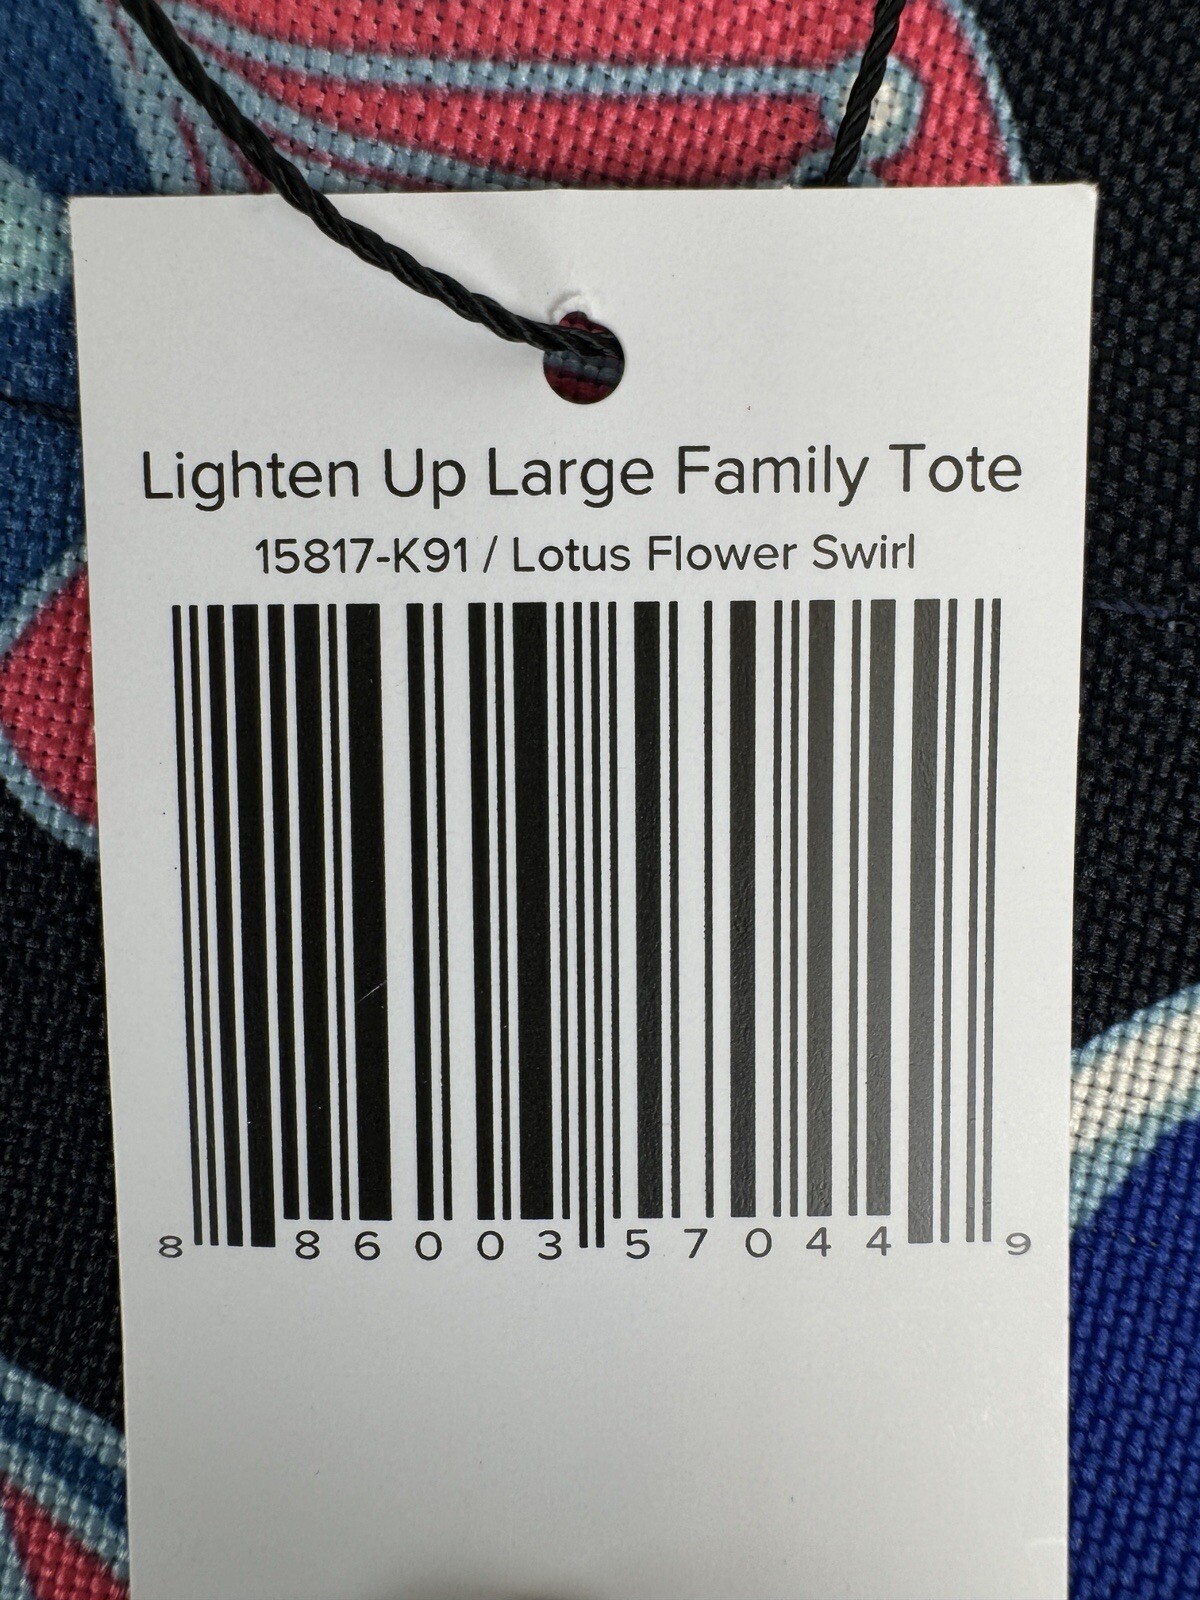 Lighten Up Large Family Tote
15817-K91 / Lotus Flower Swirl
8 86003 57044 9